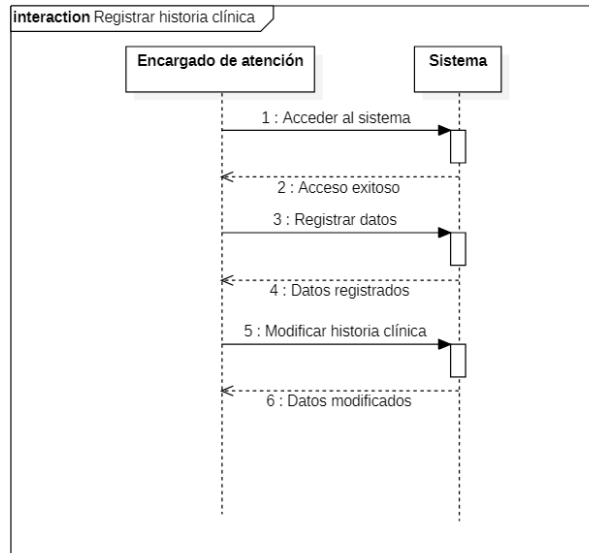 interaction Registrar historia clínica
Encargado de atención
Sistema
1 : Acceder al sistema
2 : Acceso exitoso
3 : Registrar datos
4 : Datos registrados
5 : Modificar historia clínica
6 : Datos modificados